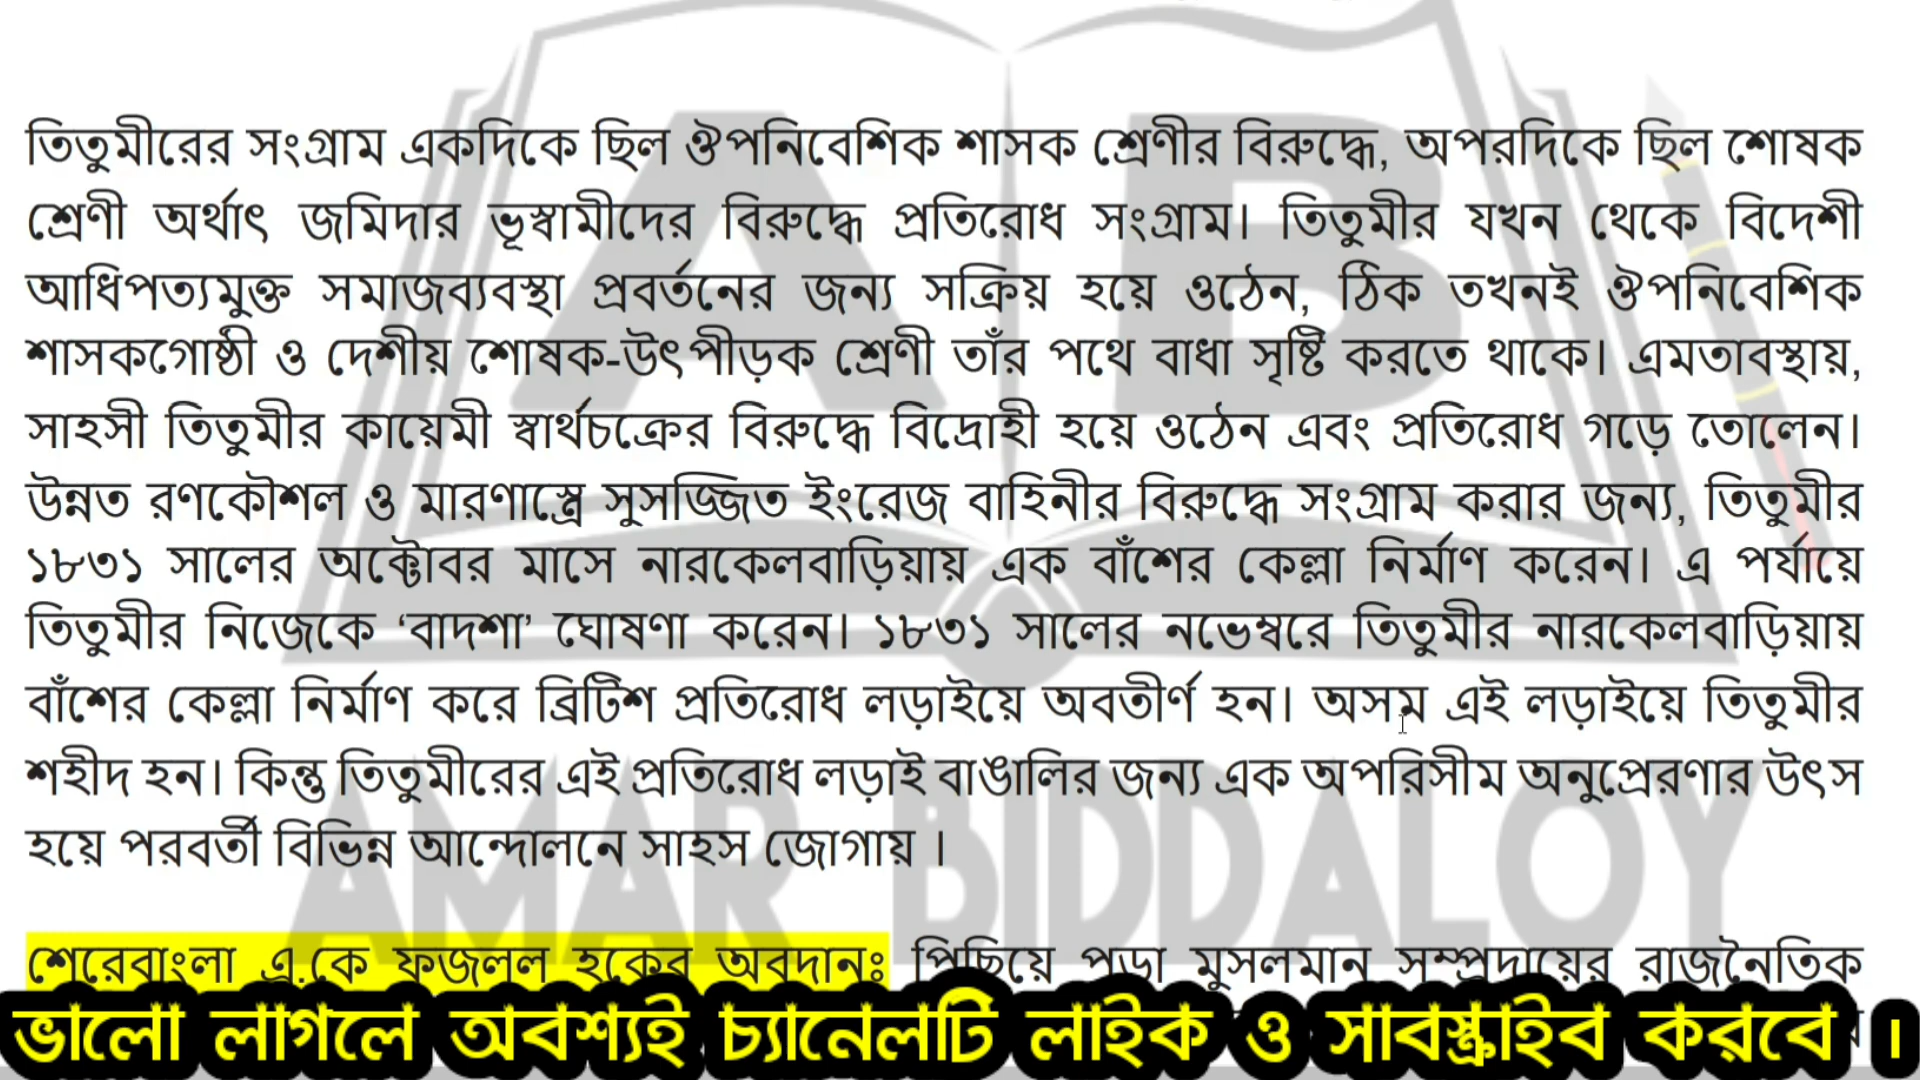 তিতুমীরের সংগ্রাম একদিকে ছিল ঔপনিবেশিক শাসক শ্রেণীর বিরুদ্ধে, অপরদিকে ছিল শোষক
শ্রেণী অর্থাৎ জমিদার ভূস্বামীদের বিরুদ্ধে প্রতিরোধ সংগ্রাম। তিতুমীর যখন থেকে বিদেশী
আধিপত্যমুক্ত সমাজব্যবস্থা প্রবর্তনের জন্য সক্রিয় হয়ে ওঠেন, ঠিক তখনই ঔপনিবেশিক
শাসকগোষ্ঠী ও দেশীয় শোষক-উৎপীড়ক শ্রেণী তাঁর পথে বাধা সৃষ্টি করতে থাকে। এমতাবস্থায়,
সাহসী তিতুমীর কায়েমী স্বার্থচক্রের বিরুদ্ধে বিদ্রোহী হয়ে ওঠেন এবং প্রতিরোধ গড়ে তোলেন।
উন্নত রণকৌশল ও মারণাস্ত্রে সুসজ্জিত ইংরেজ বাহিনীর বিরুদ্ধে সংগ্রাম করার জন্য, তিতুমীর
১৮৩১ সালের অক্টোবর মাসে নারকেলবাড়িয়ায় এক বাঁশের কেল্লা নির্মাণ করেন। এ পর্যায়ে
তিতুমীর নিজেকে ‘বাদশা’ ঘোষণা করেন। ১৮৩১ সালের নভেম্বরে তিতুমীর নারকেলবাড়িয়ায়
বাঁশের কেল্লা নির্মাণ করে ব্রিটিশ প্রতিরোধ লড়াইয়ে অবতীর্ণ হন। অসম এই লড়াইয়ে তিতুমীর
শহীদ হন। কিন্তু তিতুমীরের এই প্রতিরোধ লড়াই বাঙালির জন্য এক অপরিসীম অনুপ্রেরণার উৎস
হয়ে পরবর্তী বিভিন্ন আন্দোলনে সাহস জোগায় ।
AB
AMAR BIDDALOY
শেরেবাংলা এ.কে ফজলুল হকের অবদানঃ পিছিয়ে পড়া মুসলমান সম্প্রদায়ের রাজনৈতিক
ভালো লাগলে অবশ্যই চ্যানেলটি লাইক ও সাবস্ক্রাইব করবে ।